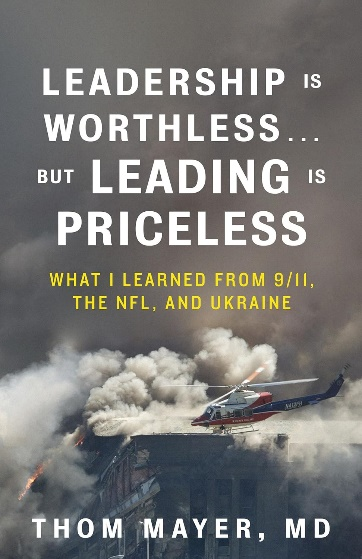 LEADERSHIP IS
WORTHLESS...
BUT LEADING IS
PRICELESS
WHAT I LEARNED FROM 9/11,
THE NFL, AND UKRAINE
THOM MAYER, MD